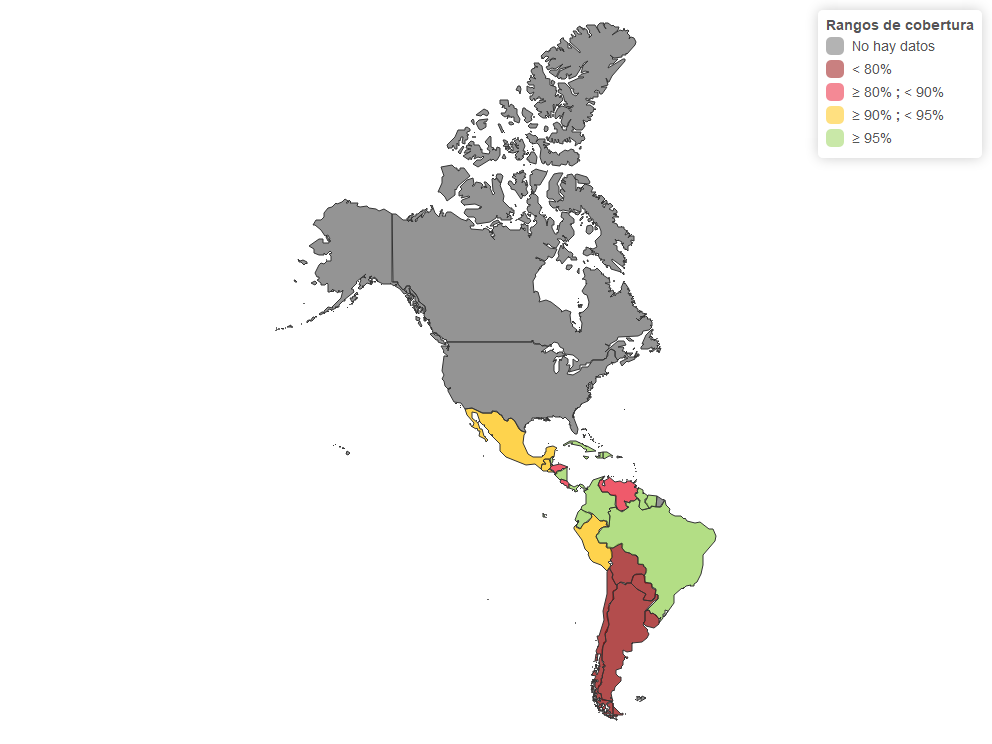 Rangos de cobertura
No hay datos
< 80%
≥ 80% ; < 90%
≥ 90% ; < 95%
≥ 95%